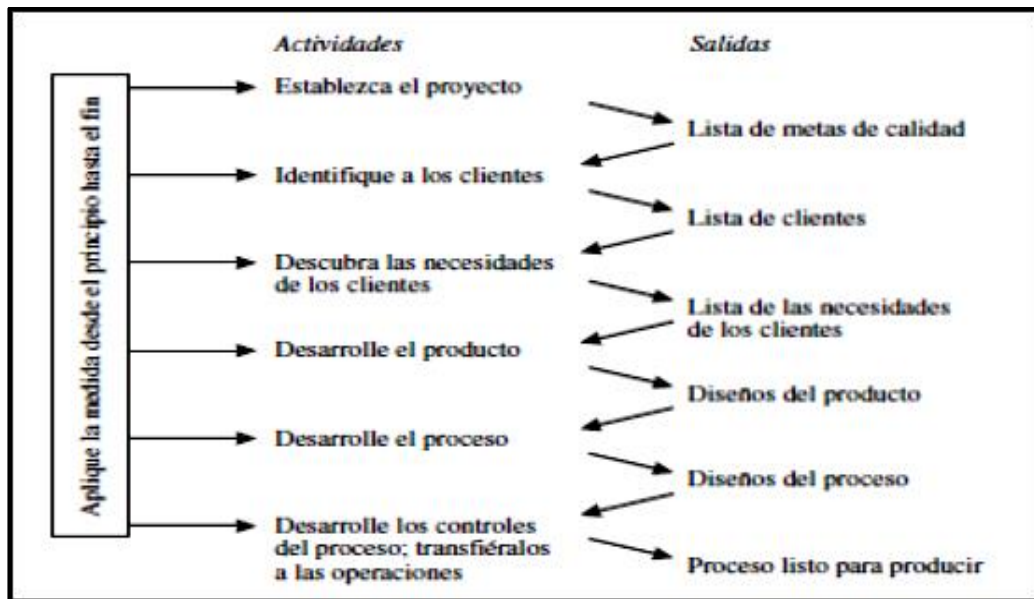 Actividades
Salidas
Aplique la medida desde el principio hasta el fin
Establezca el proyecto
Lista de metas de calidad
Identifique a los clientes
Lista de clientes
Descubra las necesidades
de los clientes
Lista de las necesidades
de los clientes
Desarrolle el producto
Diseños del producto
Desarrolle el proceso
Diseños del proceso
Desarrolle los controles
del proceso; transfiéralos
a las operaciones
Proceso listo para producir